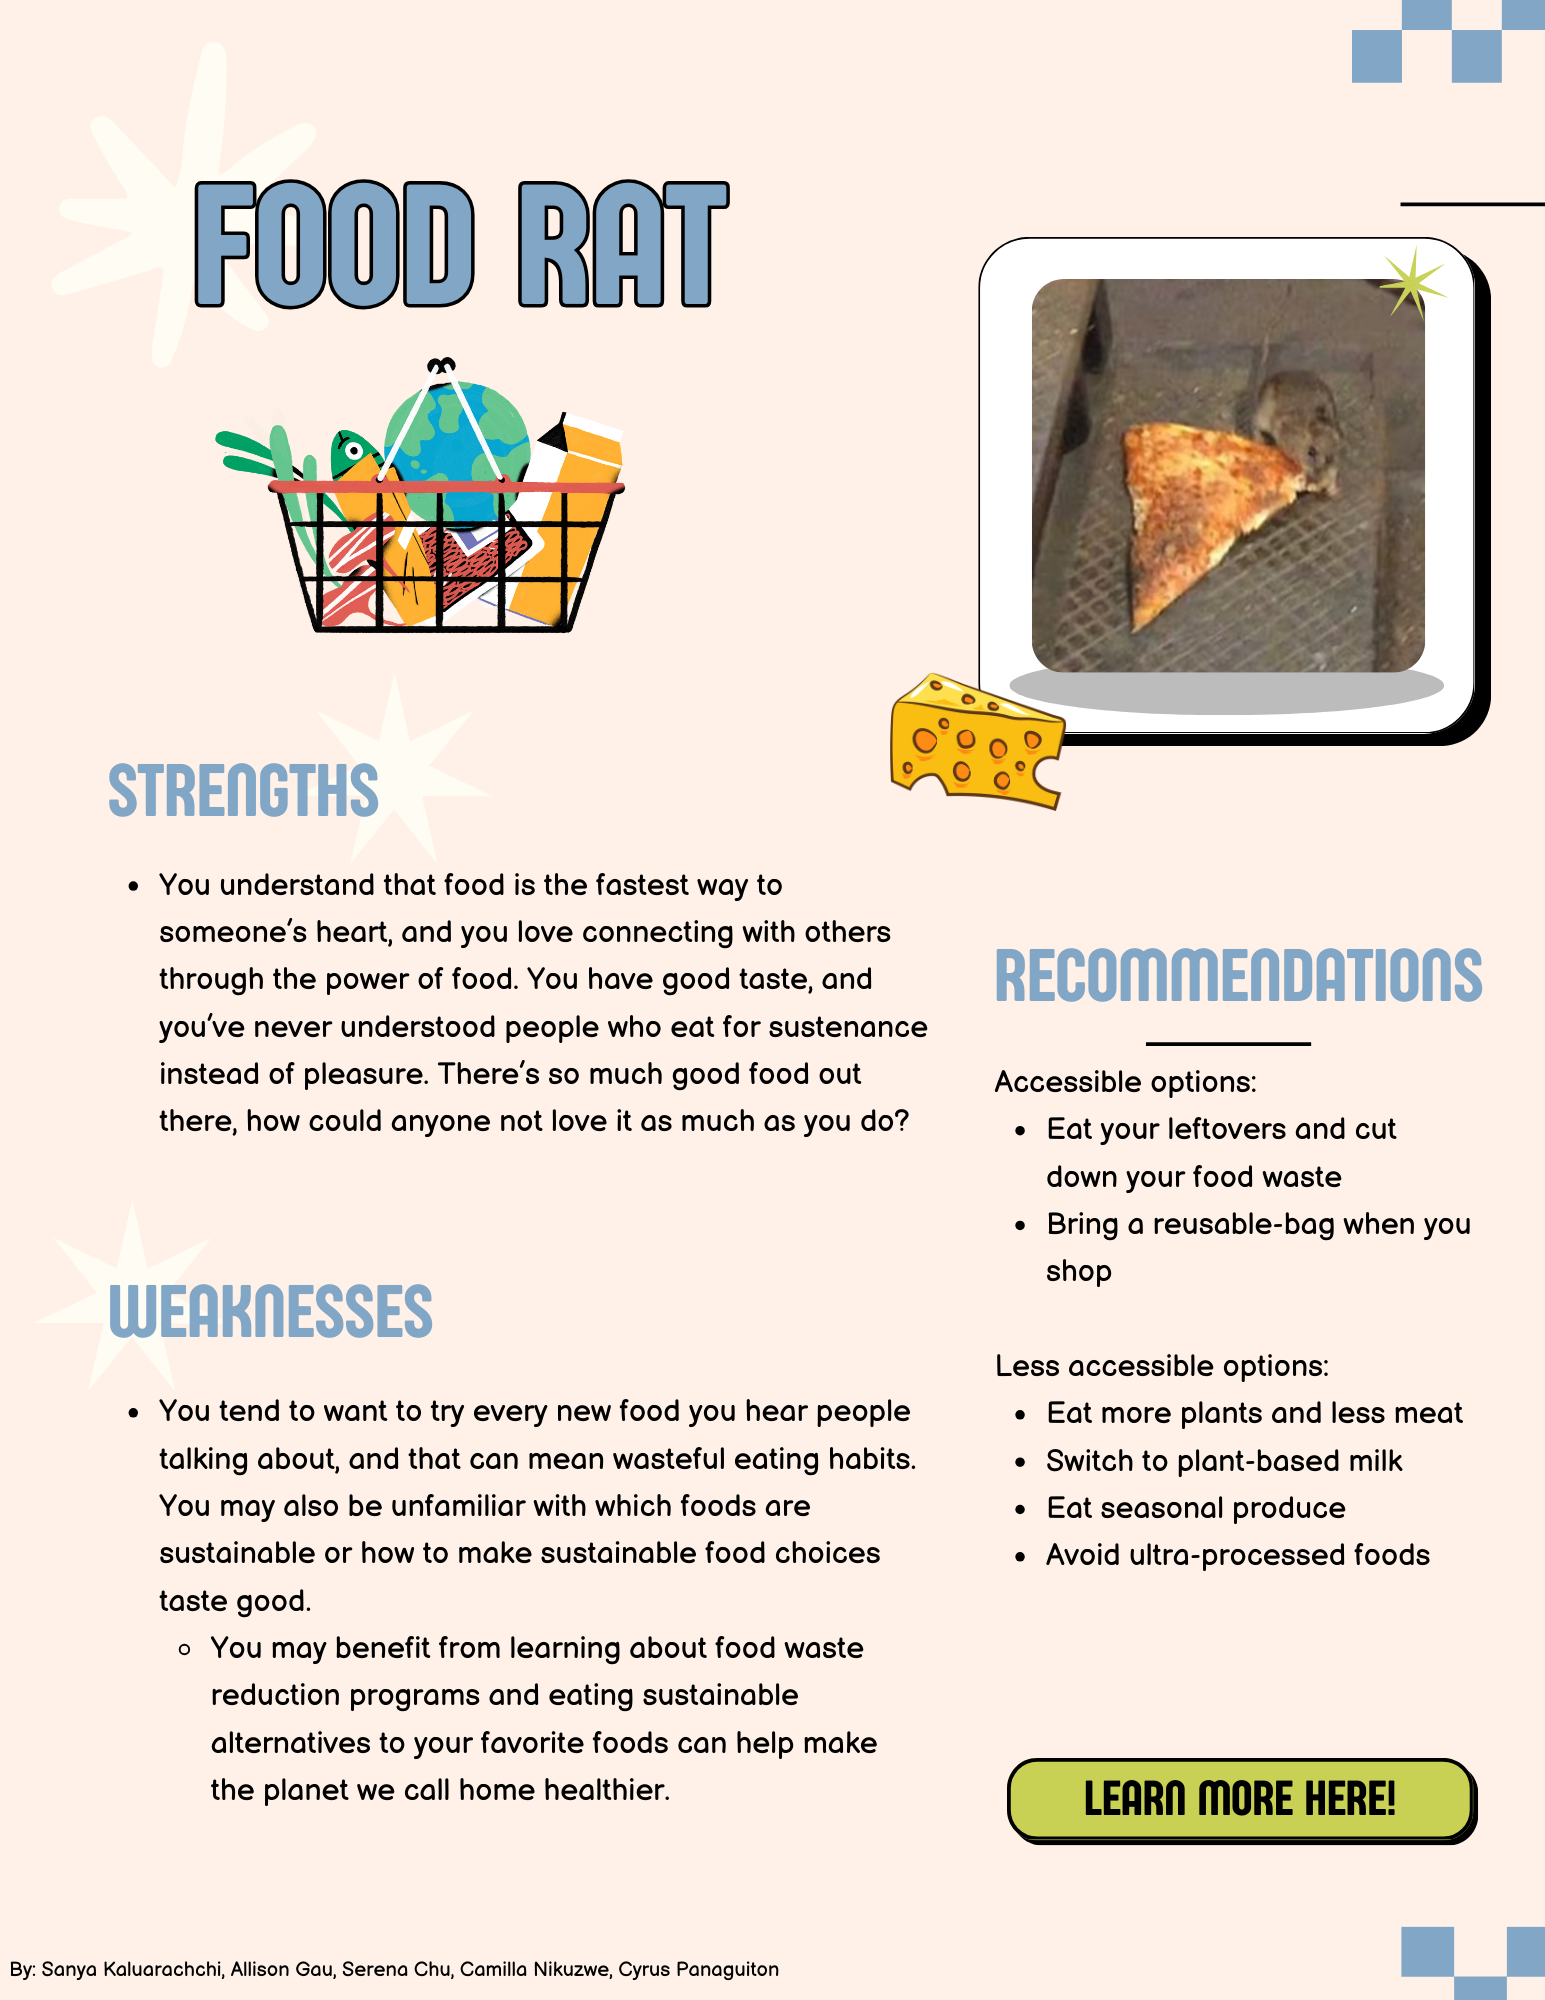 FOOD RAT
STRENGTHS
• You understand that food is the fastest way to
someone's heart, and you love connecting with others
through the power of food. You have good taste, and
you've never understood people who eat for sustenance
instead of pleasure. There's so much good food out
there, how could anyone not love it as much as you do?
WEAKNESSES
• You tend to want to try every new food you hear people
talking about, and that can mean wasteful eating habits.
You may also be unfamiliar with which foods are
sustainable or how to make sustainable food choices
taste good.
○ You may benefit from learning about food waste
reduction programs and eating sustainable
alternatives to your favorite foods can help make
the planet we call home healthier.
RECOMMENDATIONS
Accessible options:
• Eat your leftovers and cut
down your food waste
• Bring a reusable-bag when you
shop
Less accessible options:
• Eat more plants and less meat
• Switch to plant-based milk
• Eat seasonal produce
• Avoid ultra-processed foods
LEARN MORE HERE!
By: Sanya Kaluarachchi, Allison Gau, Serena Chu, Camilla Nikuzwe, Cyrus Panaguiton